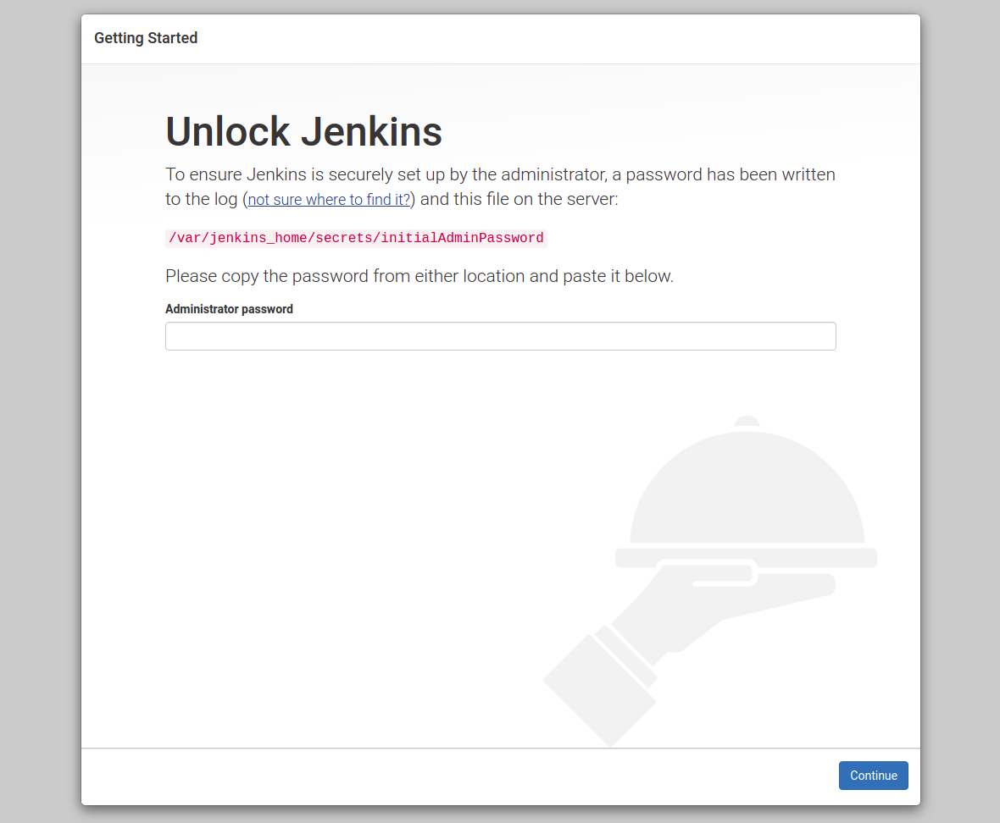 Getting Started
Unlock Jenkins
To ensure Jenkins is securely set up by the administrator, a password has been written
to the log (not sure where to find it?) and this file on the server:
/var/jenkins_home/secrets/initialAdminPassword
Please copy the password from either location and paste it below.
Administrator password
Continue